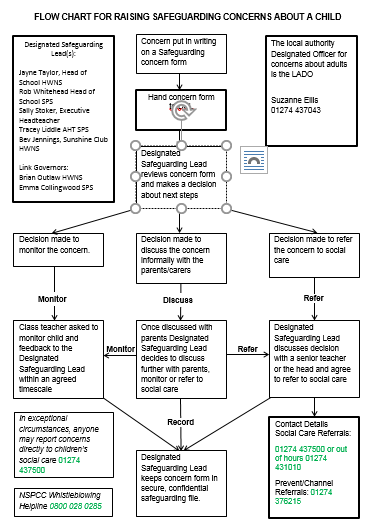 FLOW CHART FOR RAISING SAFEGUARDING CONCERNS ABOUT A CHILD
Designated Safeguarding
Lead(s):
Jayne Taylor, Head of
School HWNS
Rob Whitehead Head of
School SPS
Sally Stoker, Executive
Headteacher
Tracey Liddle AHT SPS
Bev Jennings, Sunshine Club
HWNS
Link Governors:
Brian Outlaw HWNS
Emma Collingwood SPS
Concern put in writing
on a Safeguarding
concern form
The local authority
Designated Officer for
concerns about adults
is the LADO
Suzanne Ellis
01274 437043
Hand concern form
Designated
Safeguarding Lead
reviews concern form
and makes a decision
about next steps
Decision made to
monitor the concern.
Decision made to
discuss the concern
informally with the
parents/carers
Decision made to refer
the concern to social
care
Monitor
Discuss
Refer
Class teacher asked to
monitor child and
feedback to the
Designated
Safeguarding Lead
within an agreed
timescale
Monitor
Once discussed with
parents Designated
Safeguarding Lead
decides to discuss
further with parents,
monitor or refer to
social care
Refer
Designated
Safeguarding Lead
discusses decision
with a senior teacher
or the head and agree
to refer to social care
Record
In exceptional
circumstances, anyone
may report concerns
directly to children's
social care 01274
437500
NSPCC Whistleblowing
Helpline 0800 028 0285
Designated
Safeguarding Lead
keeps concern form in
secure, confidential
safeguarding file.
Contact Details
Social Care Referrals:
01274 437500 or out
of hours 01274
431010
Prevent/Channel
Referrals: 01274
376215